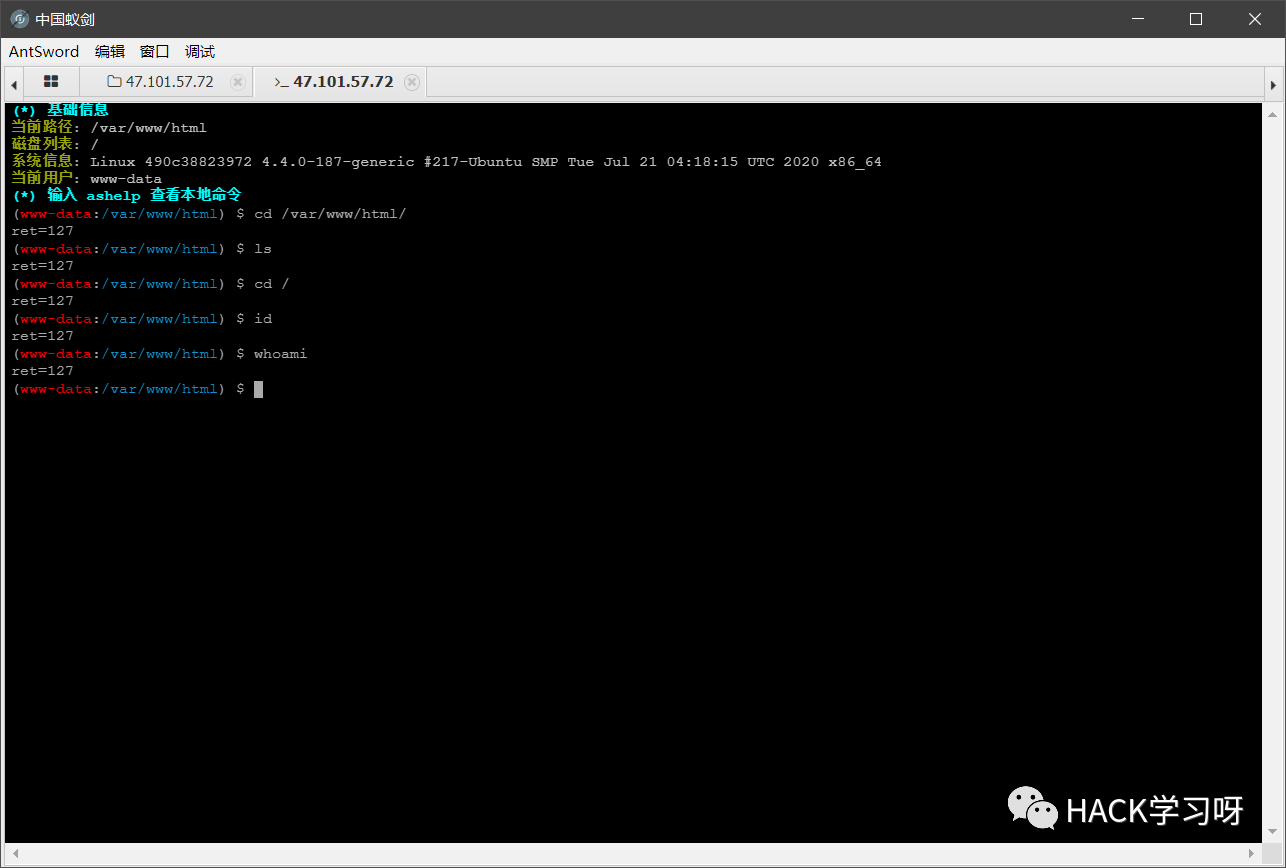 中国蚁剑
AntSword 编辑 窗口 调试
47.101.57.72 >_ 47.101.57.72
(*) 基础信息
当前路径: /var/www/html
磁盘列表: /
系统信息: Linux 490c38823972 4.4.0-187-generic #217-Ubuntu SMP Tue Jul 21 04:18:15 UTC 2020 x86_64
当前用户: www-data
(*) 输入 ashelp 查看本地命令
(www-data:/var/www/html) $ cd /var/www/html/
ret=127
(www-data:/var/www/html) $ ls
ret=127
(www-data:/var/www/html) $ cd /
ret=127
(www-data:/var/www/html) $ id
ret=127
(www-data:/var/www/html) $ whoami
ret=127
(www-data:/var/www/html) $
HACK学习呀